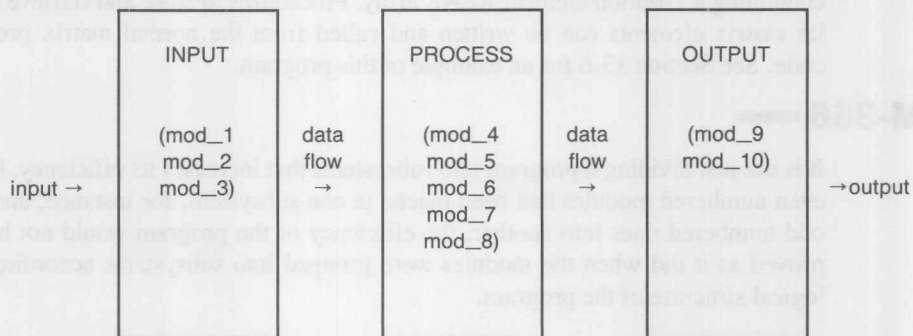 INPUT PROCESS OUTPUT
(mod_1 data (mod_4 data (mod_9
mod_2 flow mod_5 flow mod_10)
input → mod_3) → mod_6 → →output
mod_7
mod_8)